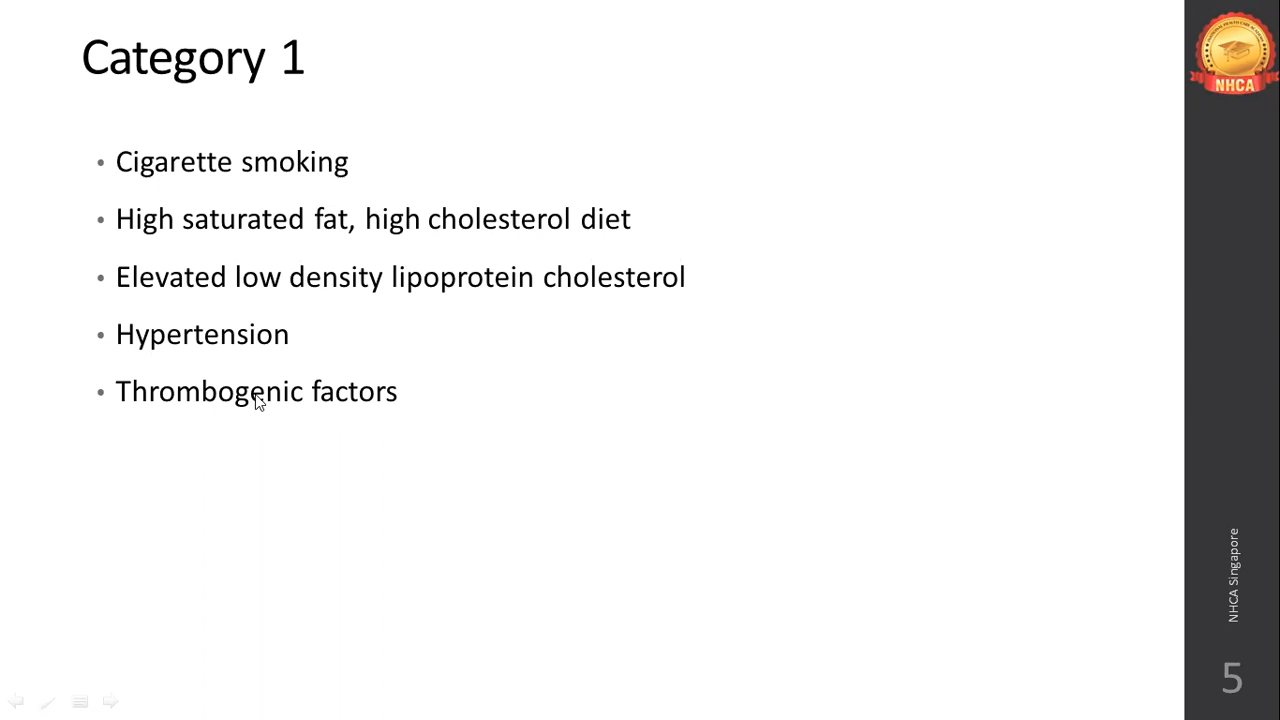 Category 1
• Cigarette smoking
• High saturated fat, high cholesterol diet
• Elevated low density lipoprotein cholesterol
• Hypertension
• Thrombogenic factors
NHCA
NHCA Singapore
5